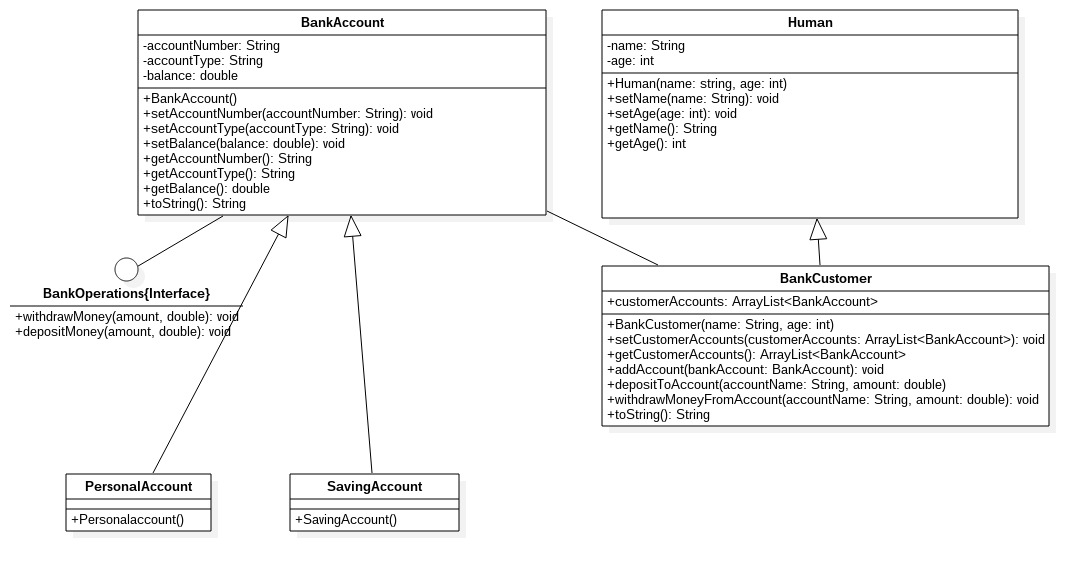 BankAccount
-accountNumber: String
-accountType: String
-balance: double
+BankAccount()
+setAccountNumber(accountNumber: String): void
+setAccountType(accountType: String): void
+setBalance(balance: double): void
+getAccountNumber(): String
+getAccountType(): String
+getBalance(): double
+toString(): String
Human
-name: String
-age: int
+Human(name: string, age: int)
+setName(name: String): void
+setAge(age: int): void
+getName(): String
+getAge(): int
BankOperations{Interface}
+withdrawMoney(amount, double): void
+depositMoney(amount, double): void
BankCustomer
+customerAccounts: ArrayList<BankAccount>
+BankCustomer(name: String, age: int)
+setCustomerAccounts(customerAccounts: ArrayList<BankAccount>): void
+getCustomerAccounts(): ArrayList<BankAccount>
+addAccount(bankAccount: BankAccount): void
+depositToAccount(accountName: String, amount: double)
+withdrawMoneyFromAccount(accountName: String, amount: double): void
+toString(): String
PersonalAccount
+Personalaccount()
SavingAccount
+SavingAccount()